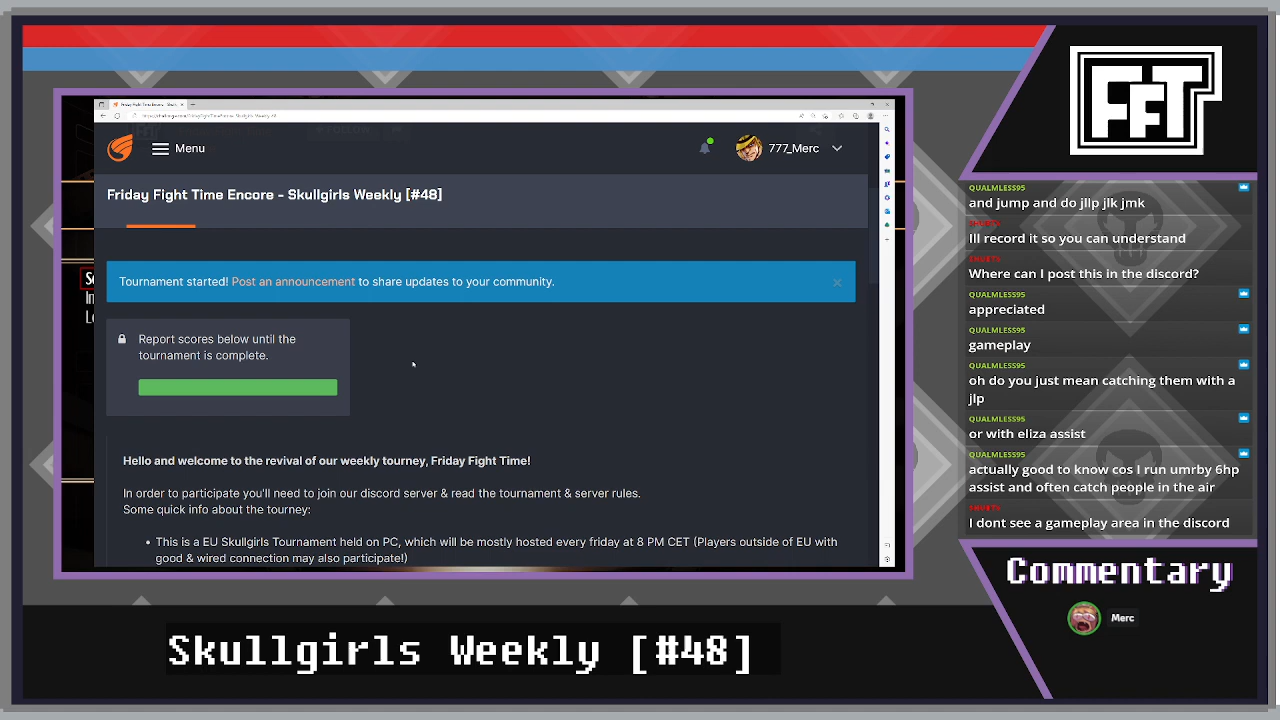 FFT
Friday Fight Time Encore - Skullgirls Weekly [#48]
Menu
777_Merc
Tournament started! Post an announcement to share updates to your community.
Report scores below until the
tournament is complete.
Hello and welcome to the revival of our weekly tourney, Friday Fight Time!
In order to participate you'll need to join our discord server & read the tournament & server rules.
Some quick info about the tourney:
• This is a EU Skullgirls Tournament held on PC, which will be mostly hosted every friday at 8 PM CET (Players outside of EU with
good & wired connection may also participate!)
QUALMLESS95
and jump and do jllp jlk jmk
Ill record it so you can understand
Where can I post this in the discord?
QUALMLESS95
appreciated
QUALMLESS95
gameplay
QUALMLESS95
oh do you just mean catching them with a
jlp
QUALMLESS95
or with eliza assist
QUALMLESS95
actually good to know cos I run umrby 6hp
assist and often catch people in the air
I dont see a gameplay area in the discord
Commentary
Merc
Skullgirls Weekly [#48]